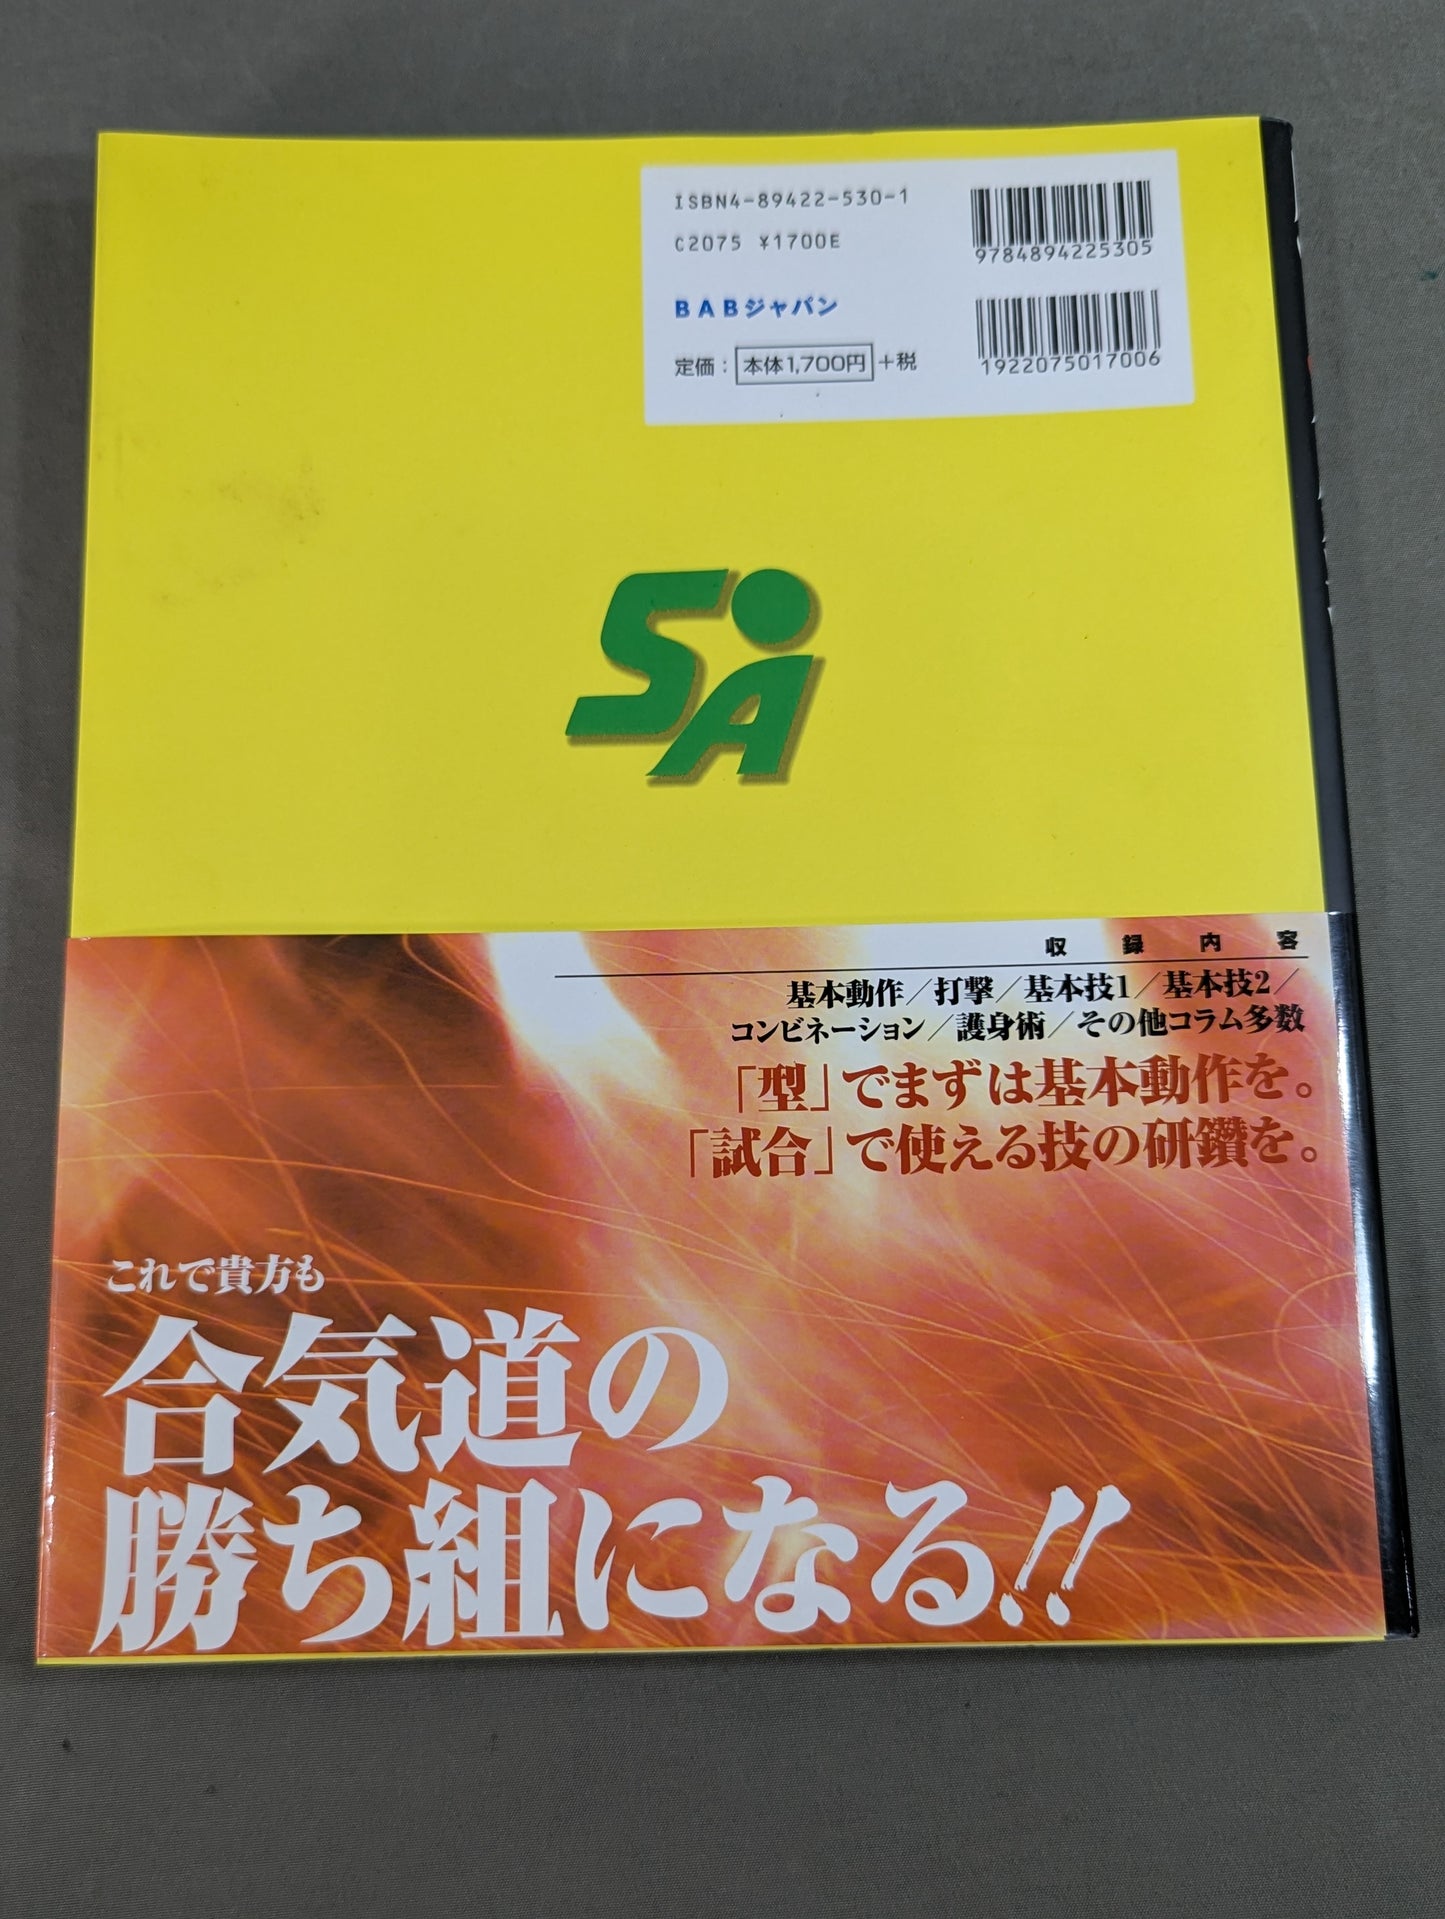 ISBN4-89422-530-1
C2075 ¥1700E
BABジャパン
定価：本体1,700円+税
9784894225305
1922075017006
SA
収録内容
基本動作／打撃／基本技1／基本技2／
コンビネーション／護身術／その他コラム多数
「型」でまずは基本動作を。
「試合」で使える技の研鑽を。
これで貴方も
合気道の
勝ち組になる!!